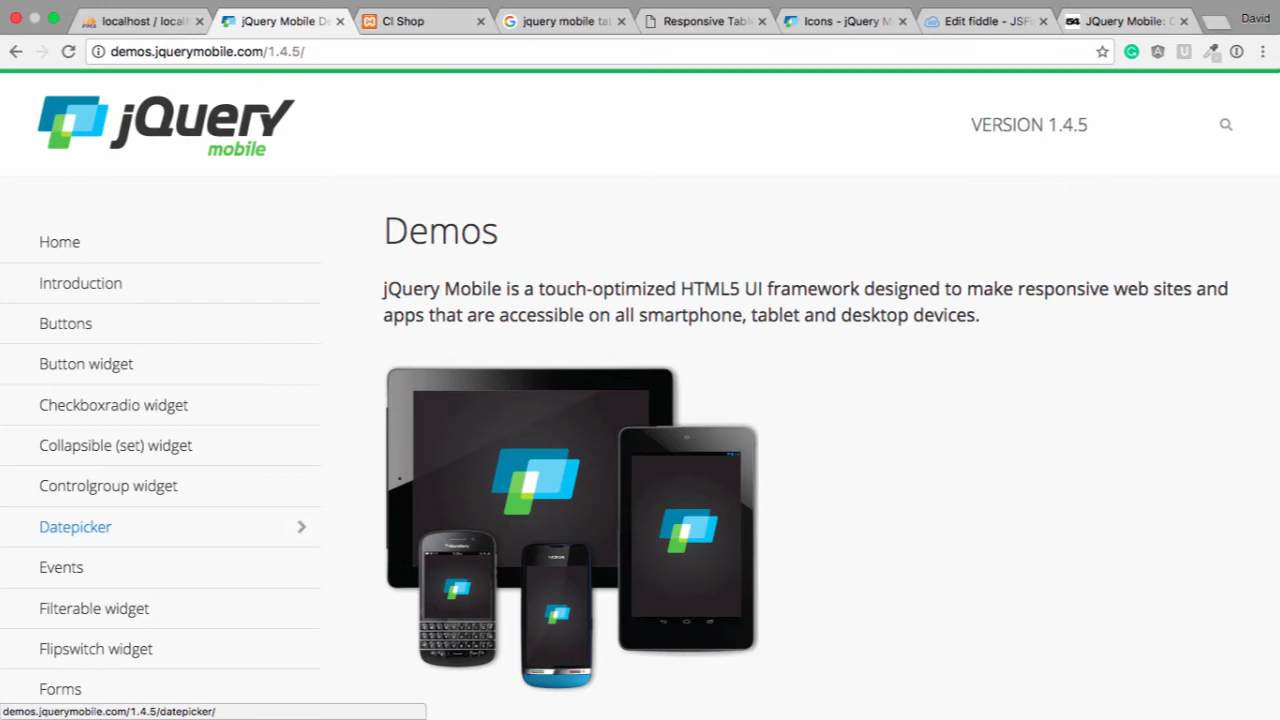 localhost / localh
jQuery Mobile De
CI Shop
jquery mobile tab
Responsive Table
Icons - jQuery M
Edit fiddle - JSFi
JQuery Mobile: C
David
demos.jquerymobile.com/1.4.5/
jQuery
mobile
VERSION 1.4.5
Home
Introduction
Buttons
Button widget
Checkboxradio widget
Collapsible (set) widget
Controlgroup widget
Datepicker
Events
Filterable widget
Flipswitch widget
Forms
Demos
jQuery Mobile is a touch-optimized HTML5 UI framework designed to make responsive web sites and
apps that are accessible on all smartphone, tablet and desktop devices.
BlackBerry
NOKIA
demos.jquerymobile.com/1.4.5/datepicker/